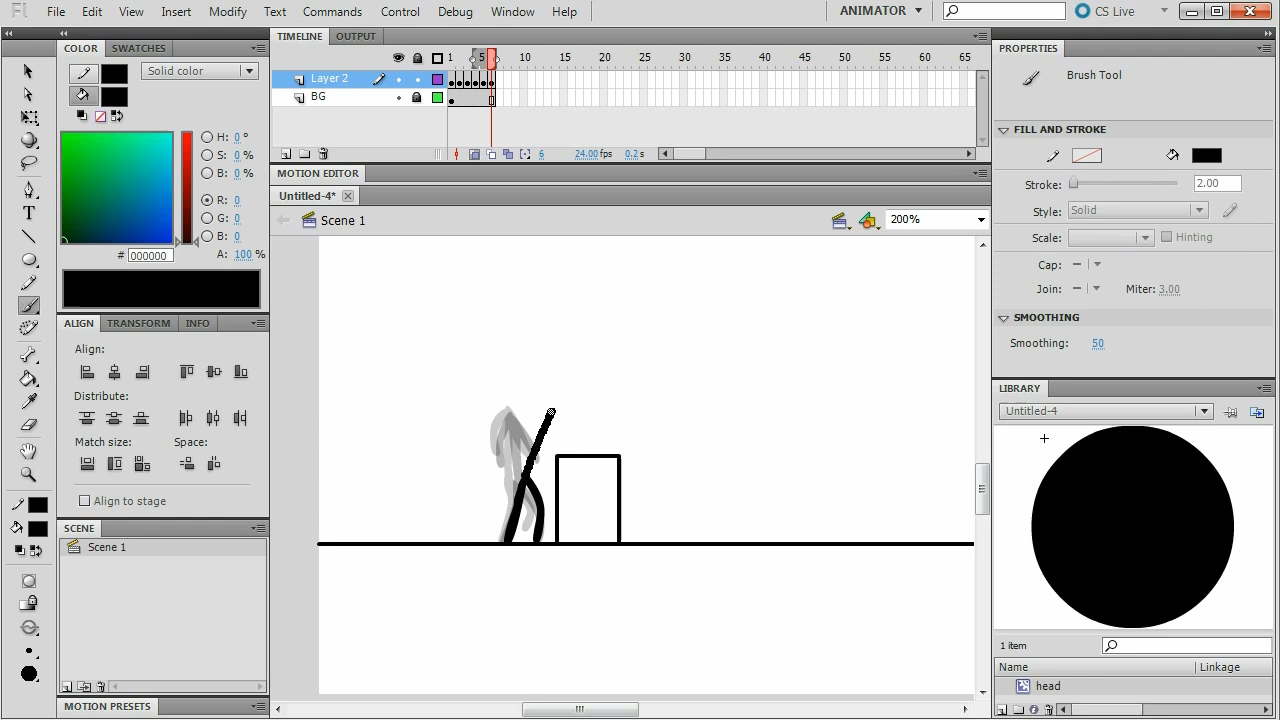 Fl File Edit View Insert Modify Text Commands Control Debug Window Help ANIMATOR CS Live
COLOR SWATCHES
Solid color
H: 0 °
S: 0 %
B: 0 %
R: 0
G: 0
B: 0
# 000000 A: 100 %
ALIGN TRANSFORM INFO
Align:
Distribute:
Match size: Space:
Align to stage
SCENE
Scene 1
MOTION PRESETS
TIMELINE OUTPUT
1 5 10 15 20 25 30 35 40 45 50 55 60 65
Layer 2
BG
6 24.00fps 0.2s
MOTION EDITOR
Untitled-4*
Scene 1 200%
PROPERTIES
Brush Tool
FILL AND STROKE
Stroke: 2.00
Style: Solid
Scale: Hinting
Cap:
Join: Miter: 3.00
SMOOTHING
Smoothing: 50
LIBRARY
Untitled-4
1 item
Name Linkage
head